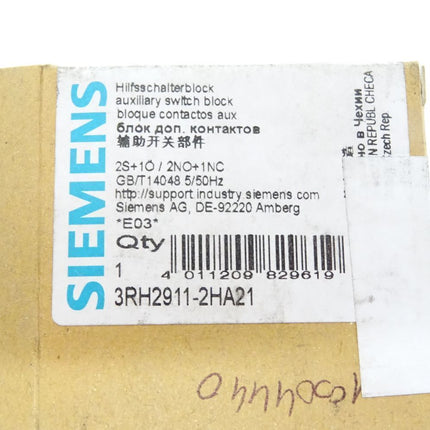 SIEMENS
Hilfsschalterblock
auxiliary switch block
bloque contactos aux
блок доп. контактов
辅助开关部件
2S+1Ö / 2NO+1NC
GB/T14048 5/50Hz
http://support industry siemens com
Siemens AG, DE-92220 Amberg
*E03*
Qty
1
4 011209 829619
3RH2911-2HA21
но в Чехии
N REPUBL CHECA
Czech Rep